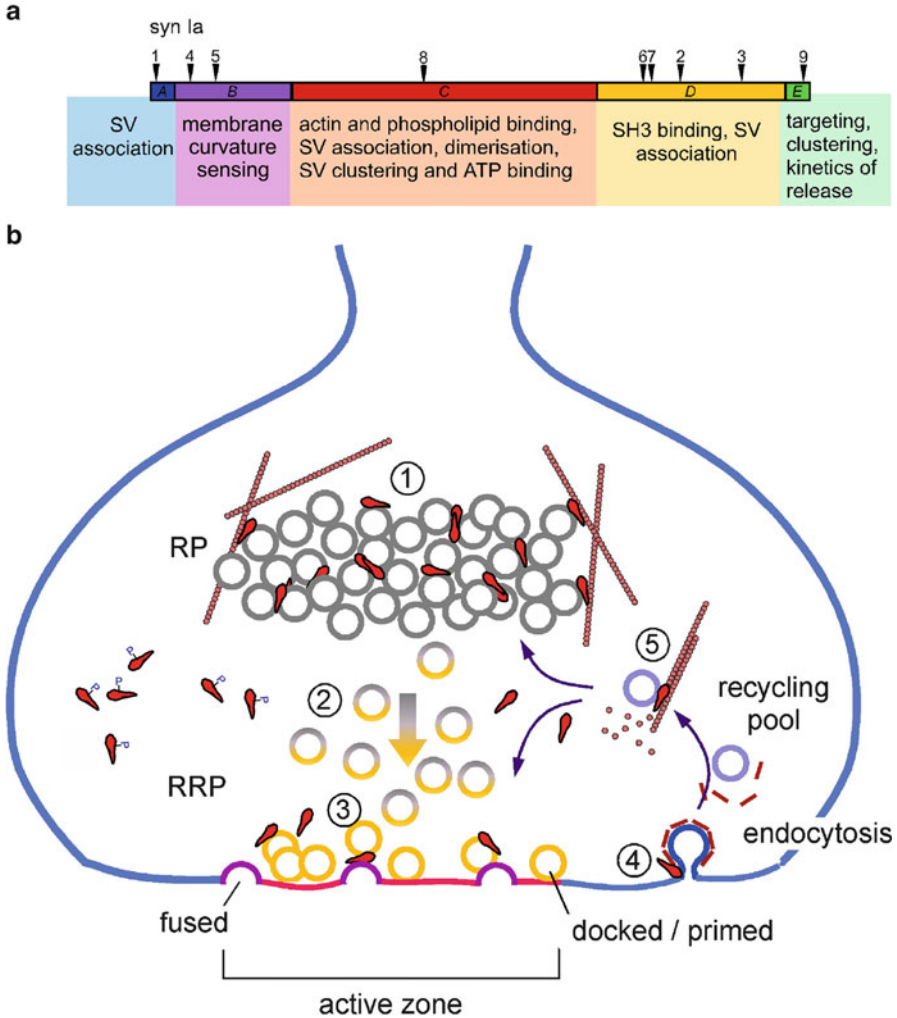 a
syn Ia
1 4 5 8 6 7 2 3 9
A B C D E
SV
association
membrane
curvature
sensing
actin and phospholipid binding,
SV association, dimerisation,
SV clustering and ATP binding
SH3 binding, SV
association
targeting,
clustering,
kinetics of
release
b
1
RP
5
P
P
P
P
P
P
2
recycling
pool
RRP
3
endocytosis
4
fused
docked / primed
active zone